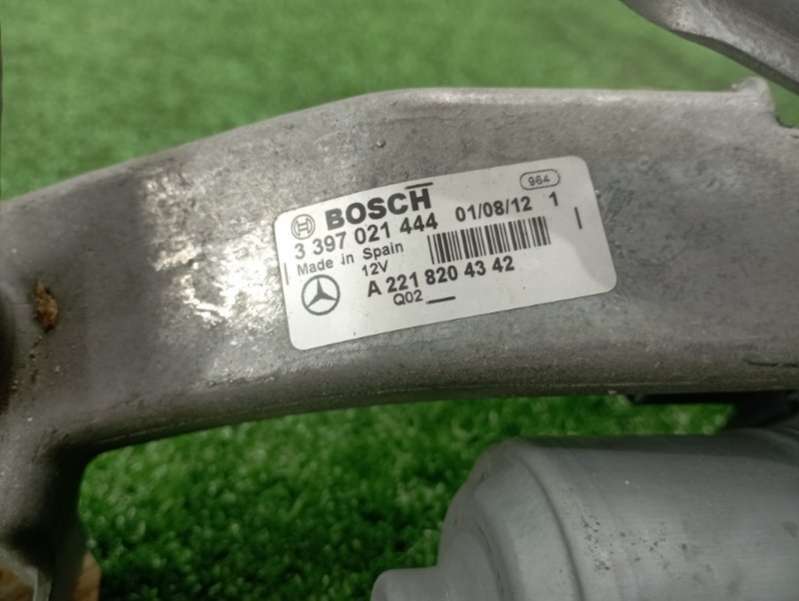 964
BOSCH
3 397 021 444 01/08/12 1
Made in Spain
12V
A 221 820 43 42
Q02